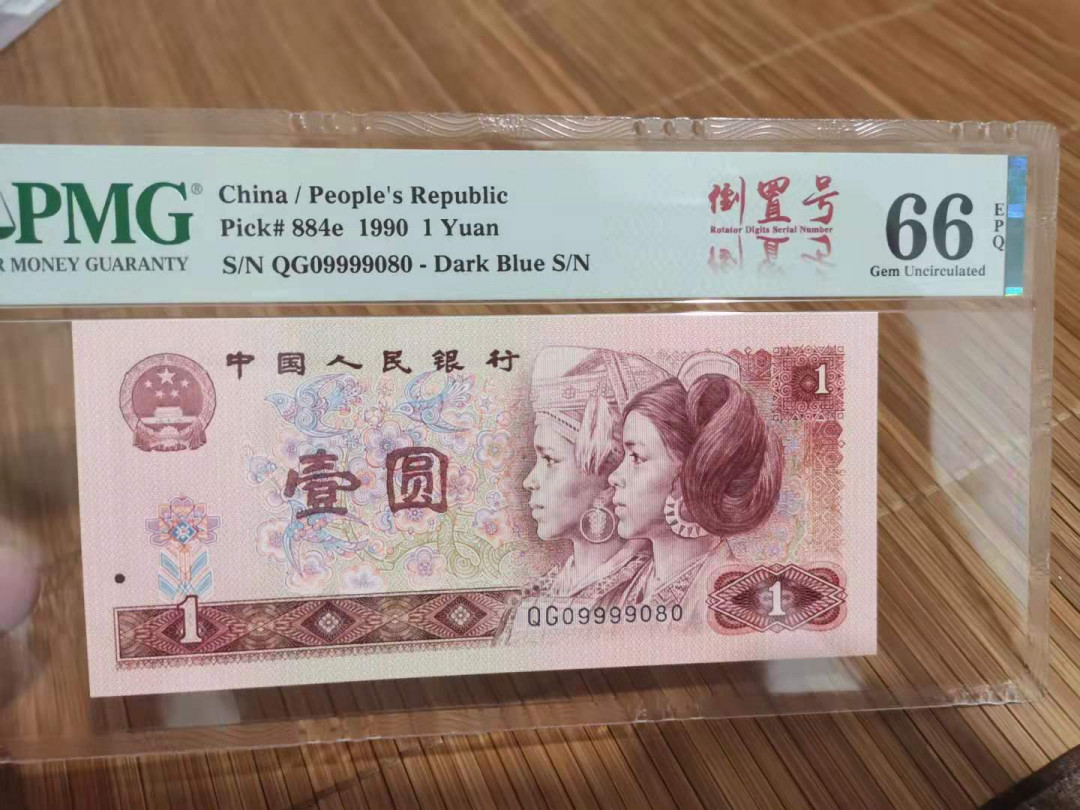 PMG®
R MONEY GUARANTY
China / People's Republic
Pick# 884e 1990 1 Yuan
S/N QG09999080 - Dark Blue S/N
倒置号
Rotator Digits Serial Number
66
EPQ
Gem Uncirculated
中国人民银行
1
壹圆
1
QG09999080
1